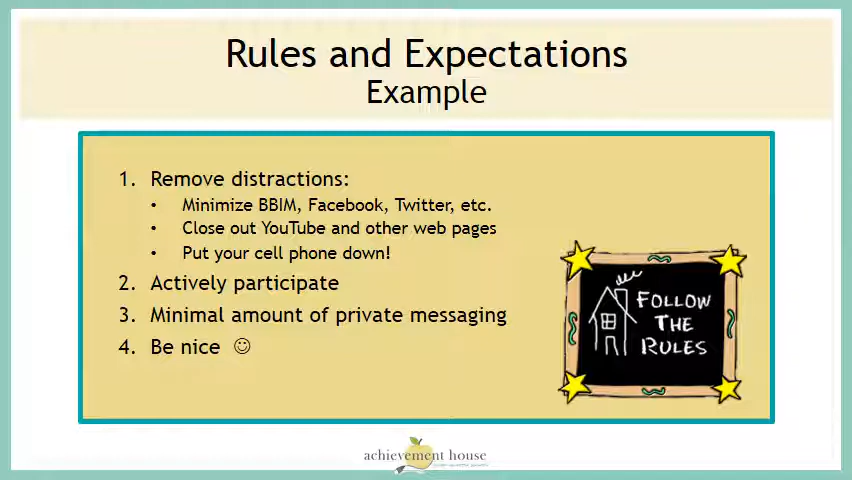 Rules and Expectations
Example
1. Remove distractions:
• Minimize BBIM, Facebook, Twitter, etc.
• Close out YouTube and other web pages
• Put your cell phone down!
2. Actively participate
3. Minimal amount of private messaging
4. Be nice ☺
FOLLOW
THE
RULES
achievement house